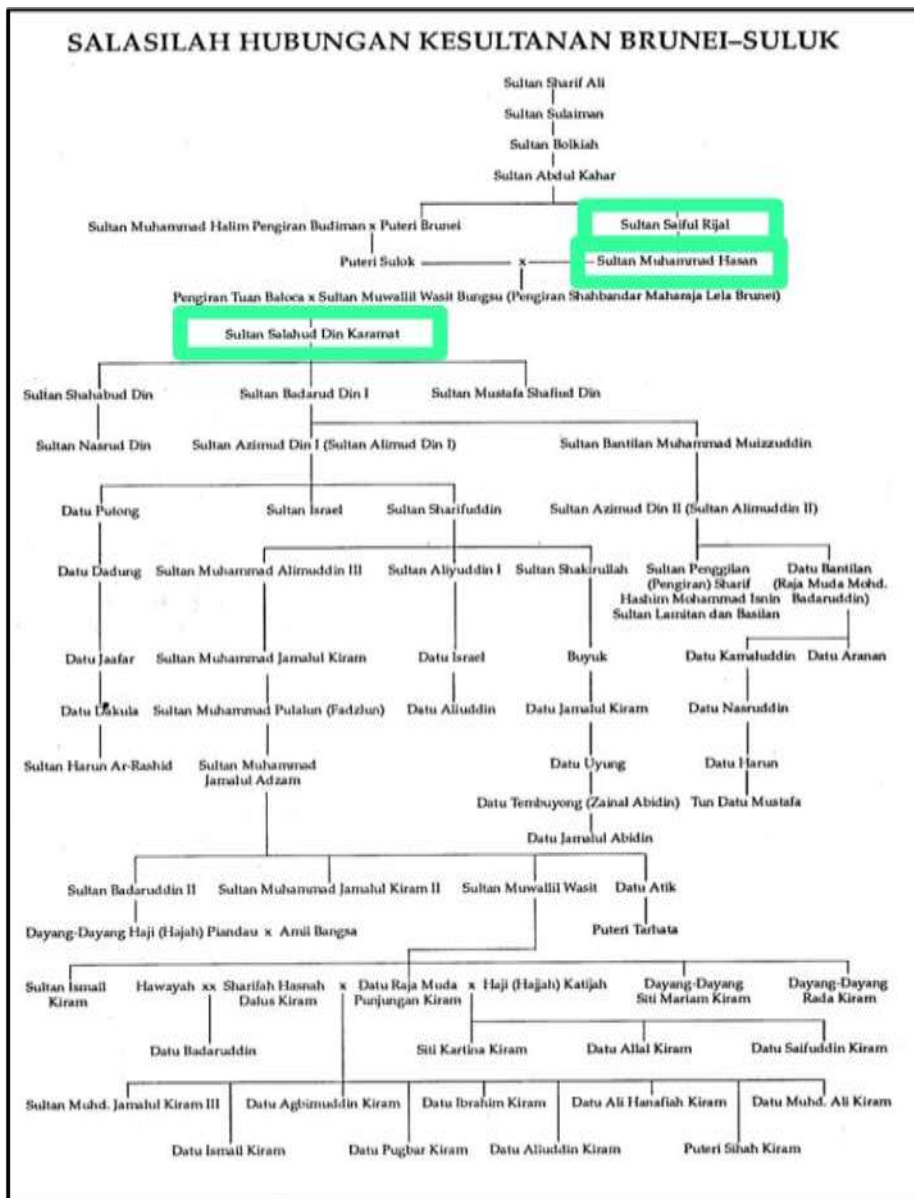 SALASILAH HUBUNGAN KESULTANAN BRUNEI–SULUK
Sultan Sharif Ali
Sultan Sulaiman
Sultan Bolkiah
Sultan Abdul Kahar
Sultan Muhammad Halim Pengiran Budiman x Puteri Brunei
Sultan Saiful Rijal
Puteri Sulok x Sultan Muhammad Hasan
Pengiran Tuan Baloca x Sultan Muwallil Wasit Bungsu (Pengiran Shahbandar Maharaja Lela Brunei)
Sultan Salahud Din Karamat
Sultan Shahabud Din Sultan Badarud Din I Sultan Mustafa Shafiud Din
Sultan Nasrud Din Sultan Azimud Din I (Sultan Alimud Din I) Sultan Bantilan Muhammad Muizzuddin
Datu Putong Sultan Israel Sultan Sharifuddin Sultan Azimud Din II (Sultan Alimuddin II)
Datu Dadung Sultan Muhammad Alimuddin III Sultan Aliyuddin I Sultan Shakirullah Sultan Penggilan Datu Bantilan
(Pengiran) Sharif (Raja Muda Mohd.
Hashim Mohammad Isnin Badaruddin)
Sultan Lamitan dan Basilan
Datu Jaafar Sultan Muhammad Jamalul Kiram Datu Israel Buyuk Datu Kamaluddin Datu Aranan
Datu Dakula Sultan Muhammad Pulalun (Fadzlun) Datu Aliuddin Datu Jamalul Kiram Datu Nasruddin
Sultan Harun Ar-Rashid Sultan Muhammad Datu Uyung Datu Harun
Jamalul Adzam
Datu Tembuyong (Zainal Abidin) Tun Datu Mustafa
Datu Jamalul Abidin
Sultan Badaruddin II Sultan Muhammad Jamalul Kiram II Sultan Muwallil Wasit Datu Atik
Dayang-Dayang Haji (Hajah) Piandau x Amil Bangsa Puteri Tarhata
Sultan Ismail Hawayah xx Sharifah Hasnah x Datu Raja Muda x Haji (Hajjah) Katijah Dayang-Dayang Dayang-Dayang
Kiram Dalus Kiram Punjungan Kiram Siti Mariam Kiram Rada Kiram
Datu Badaruddin Siti Kartina Kiram Datu Allal Kiram Datu Saifuddin Kiram
Sultan Muhd. Jamalul Kiram III Datu Agbimuddin Kiram Datu Ibrahim Kiram Datu Ali Hanafiah Kiram Datu Muhd. Ali Kiram
Datu Ismail Kiram Datu Pugbar Kiram Datu Aliuddin Kiram Puteri Sihah Kiram